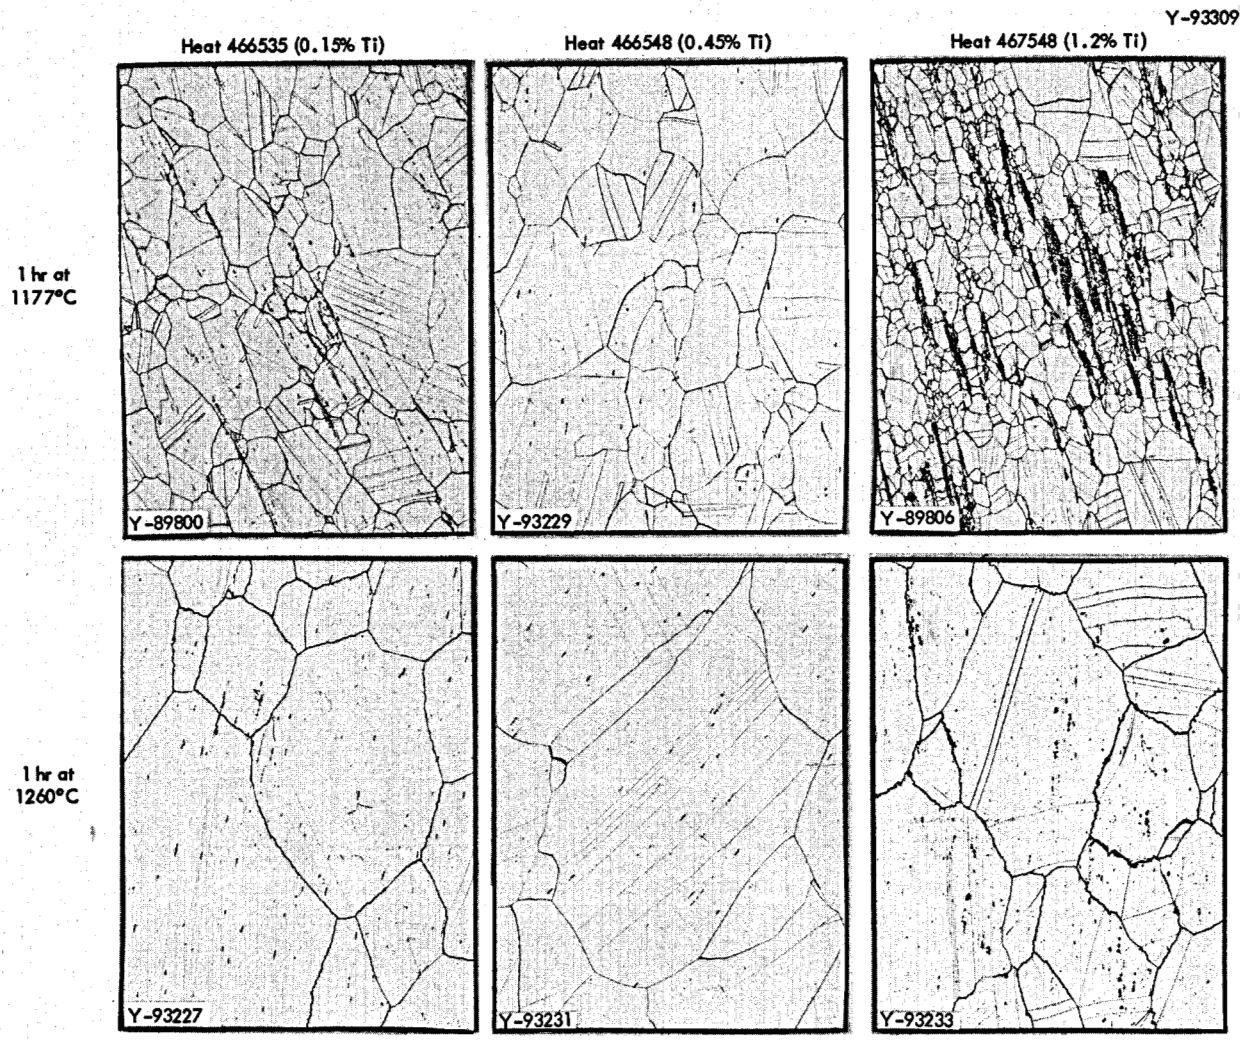 Y-93309
Heat 466535 (0.15% Ti)
Heat 466548 (0.45% Ti)
Heat 467548 (1.2% Ti)
1 hr at
1177°C
Y-89800
Y-93229
Y-89806
1 hr at
1260°C
Y-93227
Y-93231
Y-93233